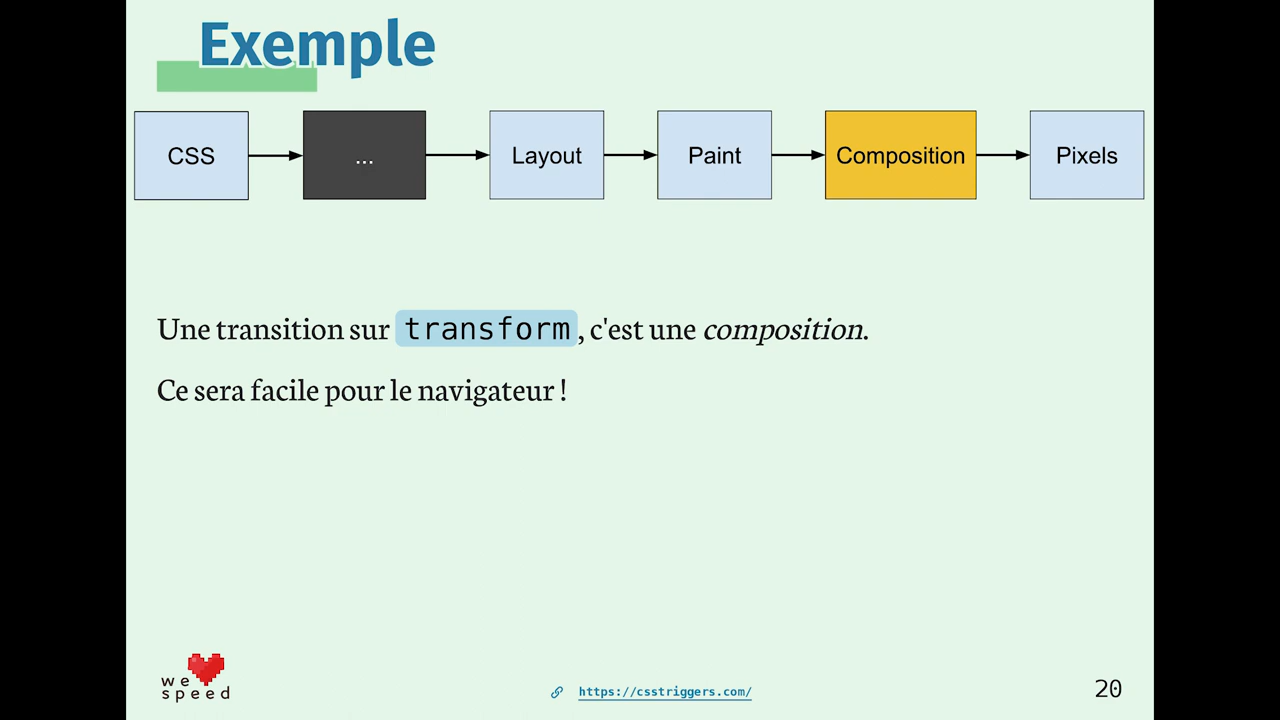 Exemple
CSS
...
Layout
Paint
Composition
Pixels
Une transition sur transform, c'est une composition.
Ce sera facile pour le navigateur !
we
speed
https://csstriggers.com/
20